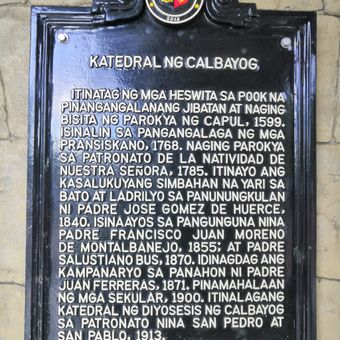 2018
KATEDRAL NG CALBAYOG
ITINATAG NG MGA HESWITA SA POOK NA
PINANGANGALANANG JIBATAN AT NAGING
BISITA NG PAROKYA NG CAPUL, 1599.
ISINALIN SA PANGANGALAGA NG MGA
PRANSISKANO, 1768. NAGING PAROKYA
SA PATRONATO DE LA NATIVIDAD DE
NUESTRA SEÑORA, 1785. ITINAYO ANG
KASALUKUYANG SIMBAHAN NA YARI SA
BATO AT LADRILYO SA PANUNUNGKULAN
NI PADRE JOSE GOMEZ DE HUERCE,
1840. ISINAAYOS SA PANGUNGUNA NINA
PADRE FRANCISCO JUAN MORENO
DE MONTALBANEJO, 1855; AT PADRE
SALUSTIANO BUS, 1870. IDINAGDAG ANG
KAMPANARYO SA PANAHON NI PADRE
JUAN FERRERAS, 1871. PINAMAHALAAN
NG MGA SEKULAR, 1900. ITINALAGANG
KATEDRAL NG DIYOSESIS NG CALBAYOG
SA PATRONATO NINA SAN PEDRO AT
SAN PABLO, 1913.